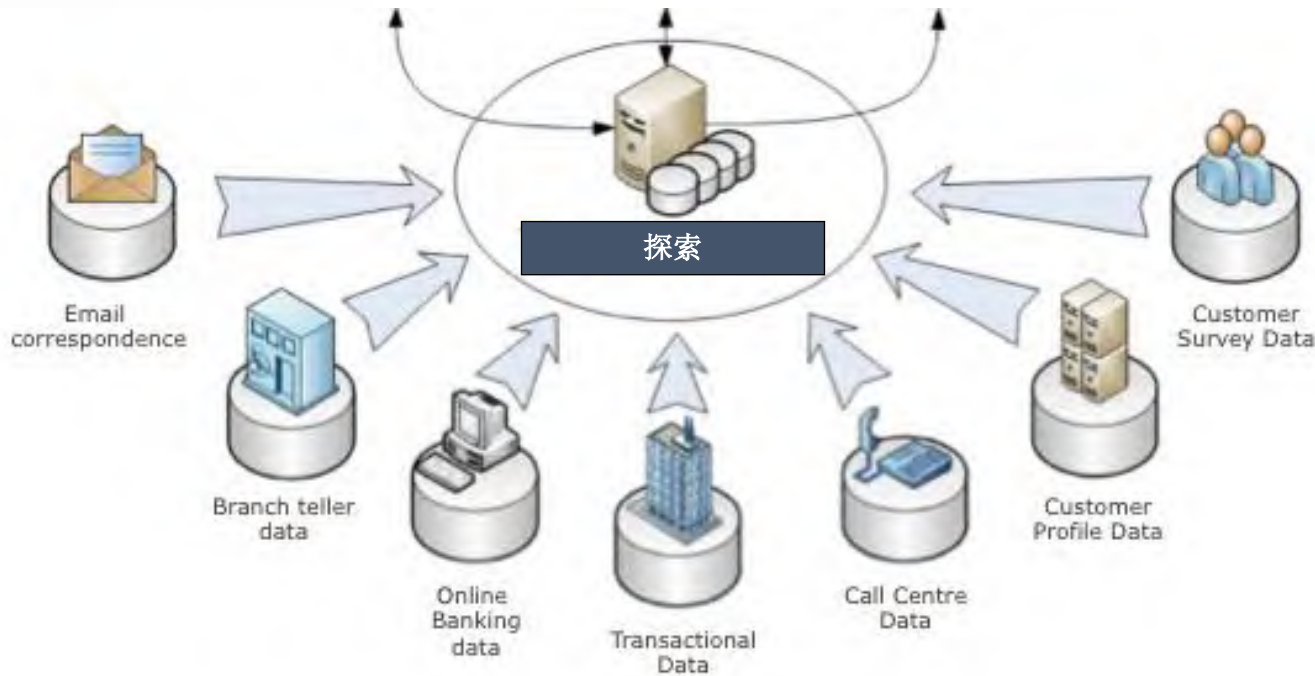 探索
Email
correspondence
Branch teller
data
Online
Banking
data
Transactional
Data
Call Centre
Data
Customer
Profile Data
Customer
Survey Data